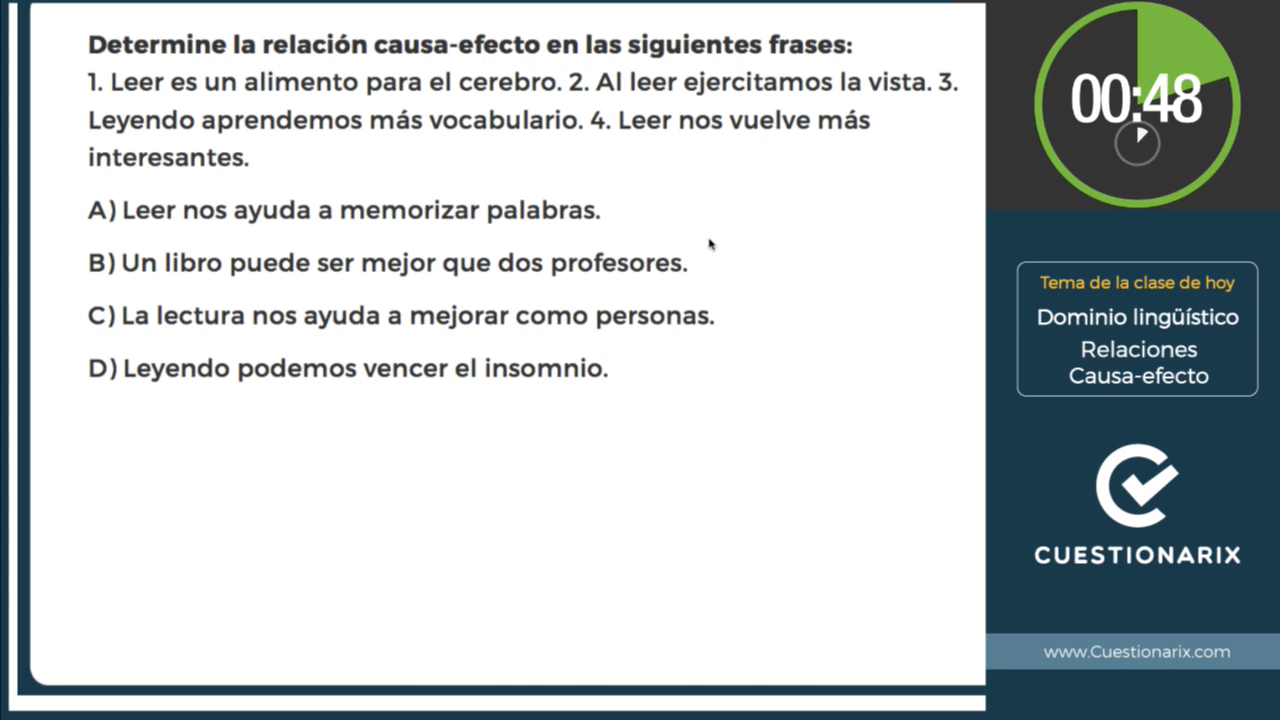 Determine la relación causa-efecto en las siguientes frases:
1. Leer es un alimento para el cerebro. 2. Al leer ejercitamos la vista. 3.
Leyendo aprendemos más vocabulario. 4. Leer nos vuelve más
interesantes.
A) Leer nos ayuda a memorizar palabras.
B) Un libro puede ser mejor que dos profesores.
C) La lectura nos ayuda a mejorar como personas.
D) Leyendo podemos vencer el insomnio.
00:48
Tema de la clase de hoy
Dominio lingüístico
Relaciones
Causa-efecto
CUESTIONARIX
www.Cuestionarix.com